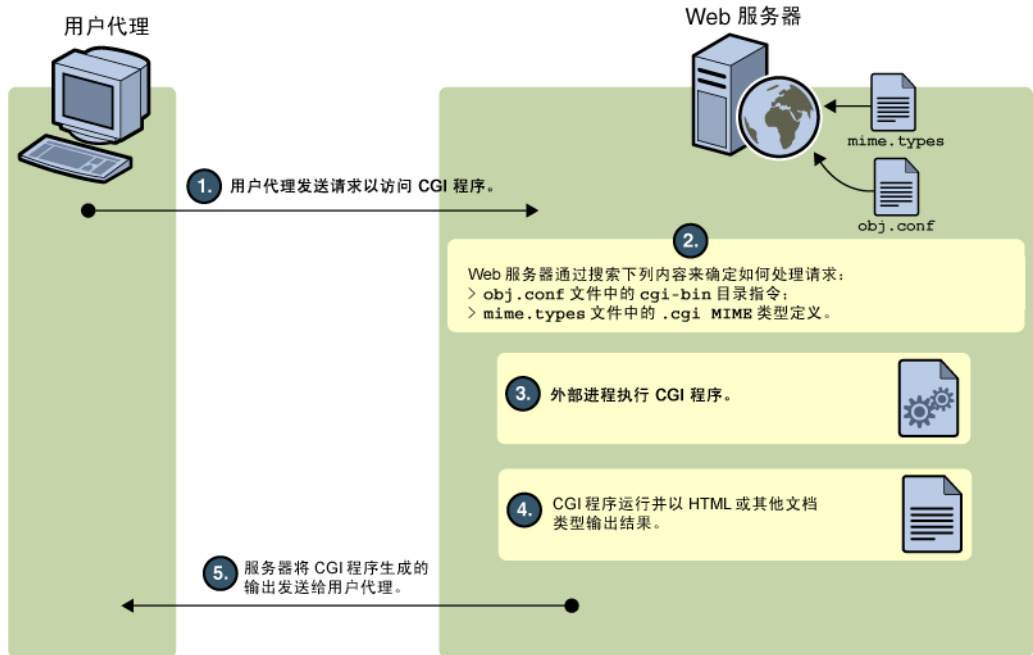 用户代理
Web 服务器
mime.types
obj.conf
1. 用户代理发送请求以访问 CGI 程序。
2.
Web 服务器通过搜索下列内容来确定如何处理请求：
> obj.conf 文件中的 cgi-bin 目录指令；
> mime.types 文件中的 .cgi MIME 类型定义。
3. 外部进程执行 CGI 程序。
4. CGI 程序运行并以 HTML 或其他文档
类型输出结果。
5. 服务器将 CGI 程序生成的
输出发送给用户代理。